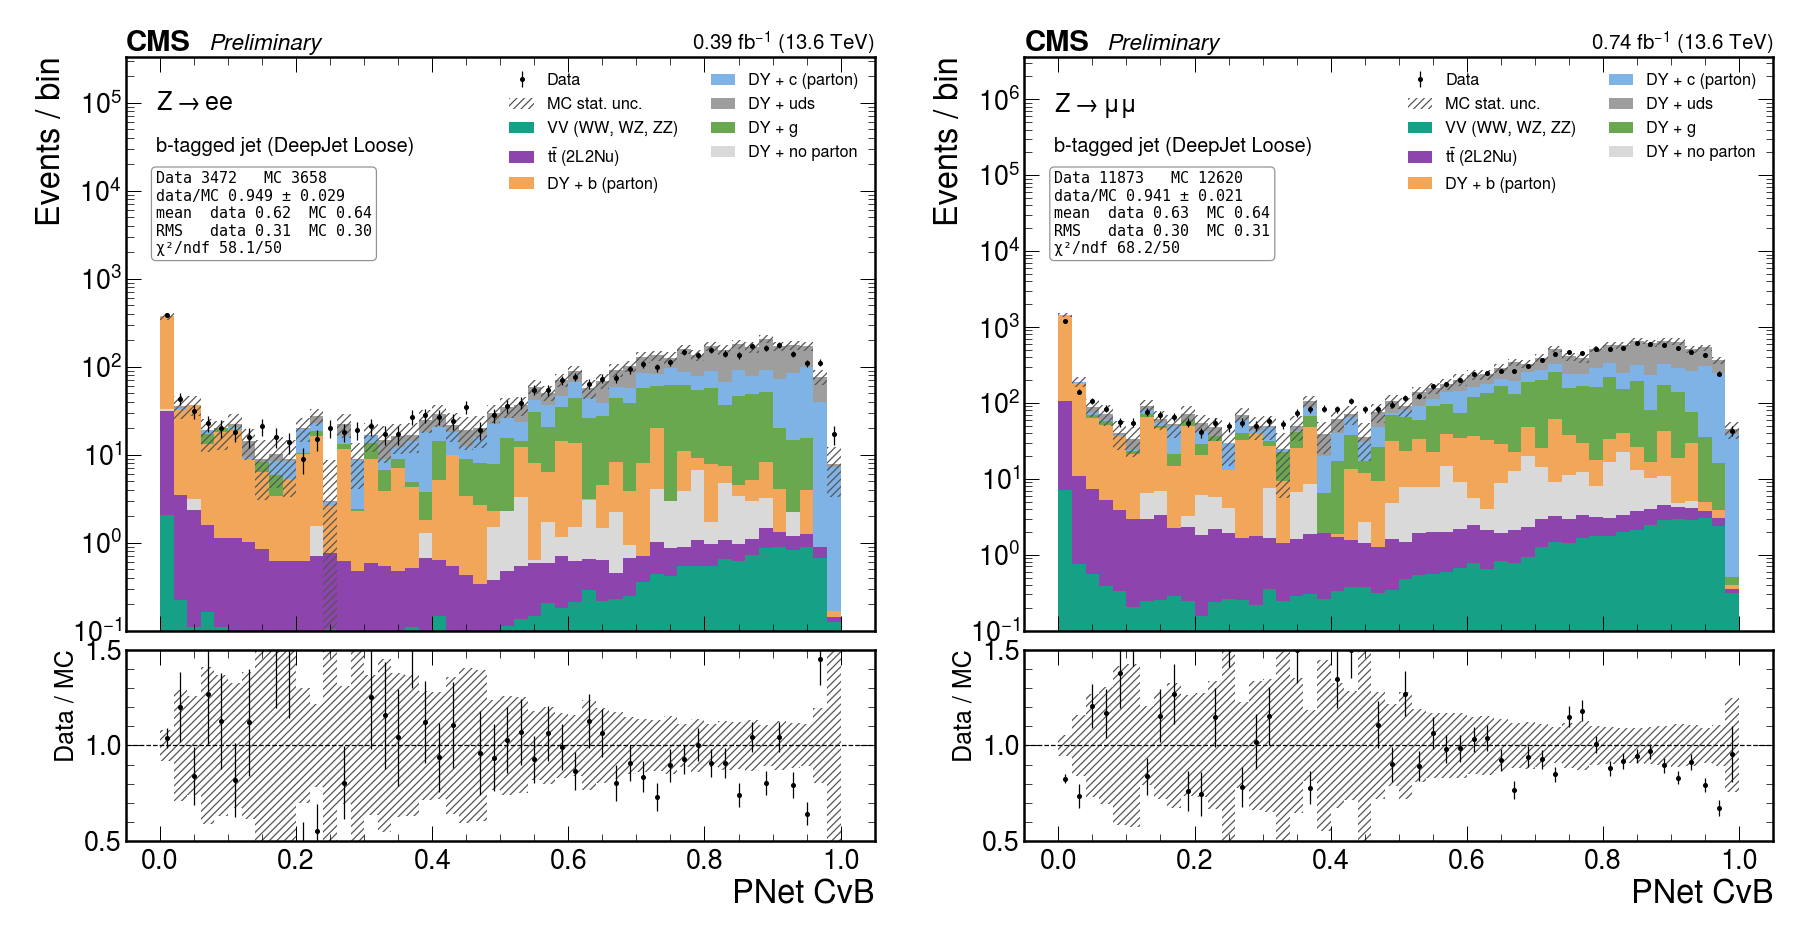 CMS Preliminary 0.39 fb⁻¹ (13.6 TeV)
Events / bin
Z → ee
b-tagged jet (DeepJet Loose)
Data 3472 MC 3658
data/MC 0.949 ± 0.029
mean data 0.62 MC 0.64
RMS data 0.31 MC 0.30
χ²/ndf 58.1/50
Data
MC stat. unc.
VV (WW, WZ, ZZ)
tt̄ (2L2Nu)
DY + b (parton)
DY + c (parton)
DY + uds
DY + g
DY + no parton
10⁵
10⁴
10³
10²
10¹
10⁰
10⁻¹
Data / MC
1.5
1.0
0.5
0.0 0.2 0.4 0.6 0.8 1.0
PNet CvB
CMS Preliminary 0.74 fb⁻¹ (13.6 TeV)
Events / bin
Z → μμ
b-tagged jet (DeepJet Loose)
Data 11873 MC 12620
data/MC 0.941 ± 0.021
mean data 0.63 MC 0.64
RMS data 0.30 MC 0.31
χ²/ndf 68.2/50
Data
MC stat. unc.
VV (WW, WZ, ZZ)
tt̄ (2L2Nu)
DY + b (parton)
DY + c (parton)
DY + uds
DY + g
DY + no parton
10⁶
10⁵
10⁴
10³
10²
10¹
10⁰
10⁻¹
Data / MC
1.5
1.0
0.5
0.0 0.2 0.4 0.6 0.8 1.0
PNet CvB